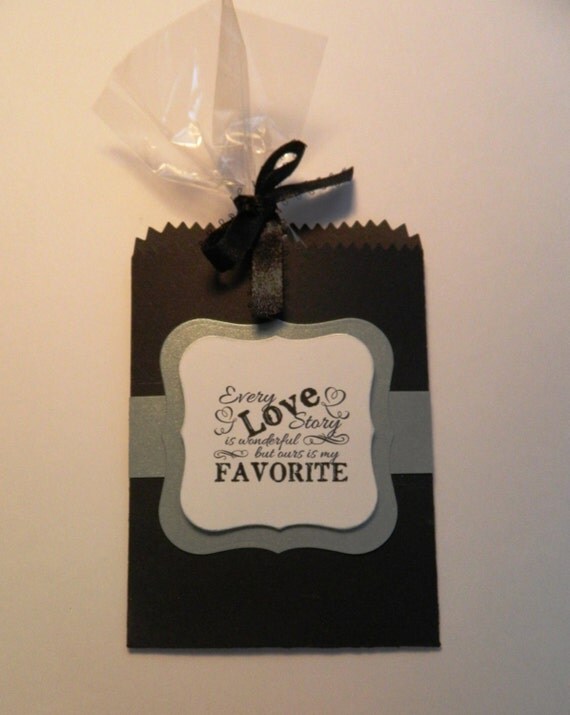 Every
Love
Story
is wonderful
but ours is my
FAVORITE